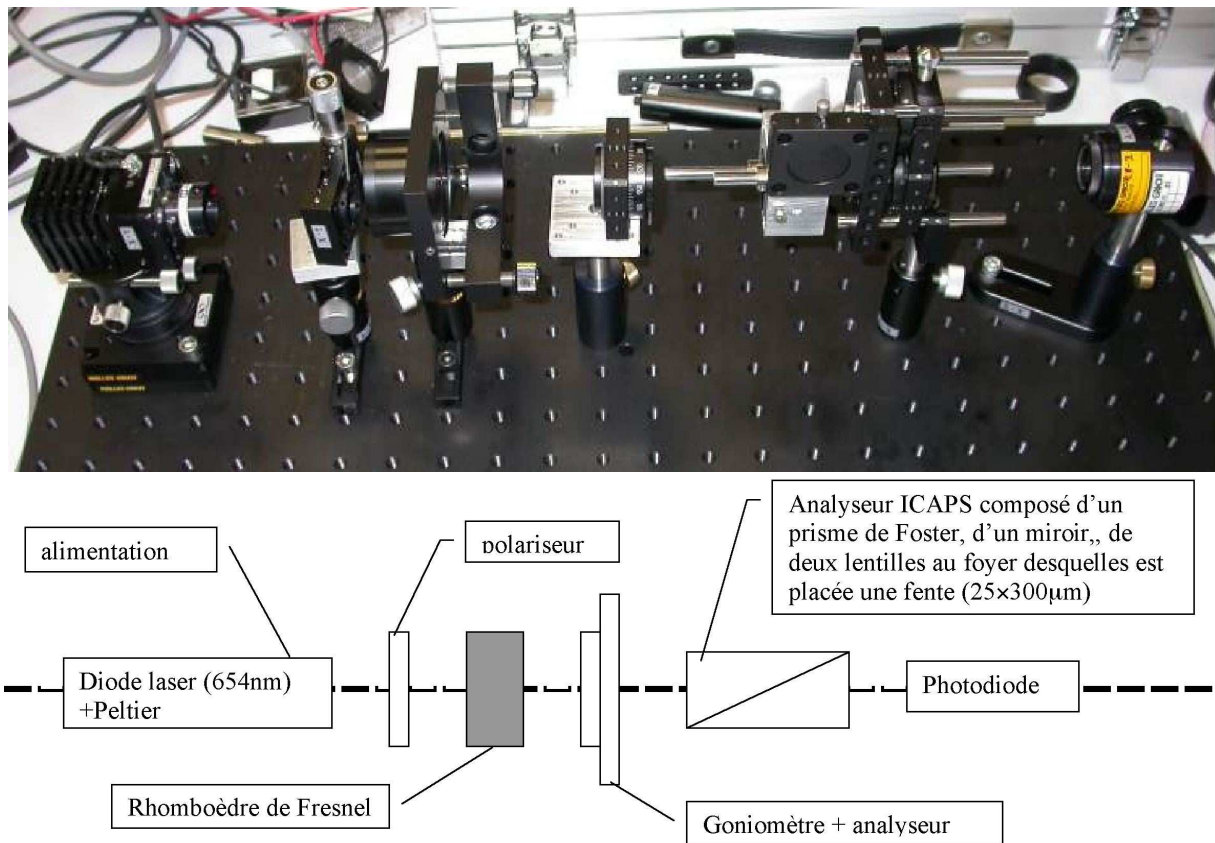 Analyseur ICAPS composé d’un
prisme de Foster, d’un miroir,, de
deux lentilles au foyer desquelles est
placée une fente (25×300μm)
alimentation
polariseur
Diode laser (654nm)
+Peltier
Photodiode
Rhomboèdre de Fresnel
Goniomètre + analyseur